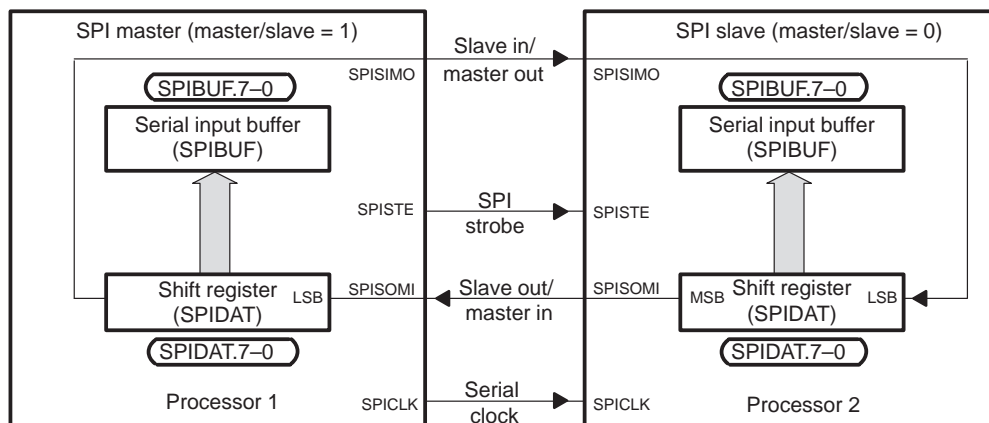 SPI master (master/slave = 1)
SPIBUF.7–0
Serial input buffer
(SPIBUF)
SPISIMO
SPISTE
Shift register
(SPIDAT)
LSB
SPISOMI
SPIDAT.7–0
Processor 1
SPICLK
Slave in/
master out
SPI
strobe
Slave out/
master in
Serial
clock
SPI slave (master/slave = 0)
SPISIMO
SPIBUF.7–0
Serial input buffer
(SPIBUF)
SPISTE
SPISOMI
MSB
Shift register
(SPIDAT)
LSB
SPIDAT.7–0
SPICLK
Processor 2